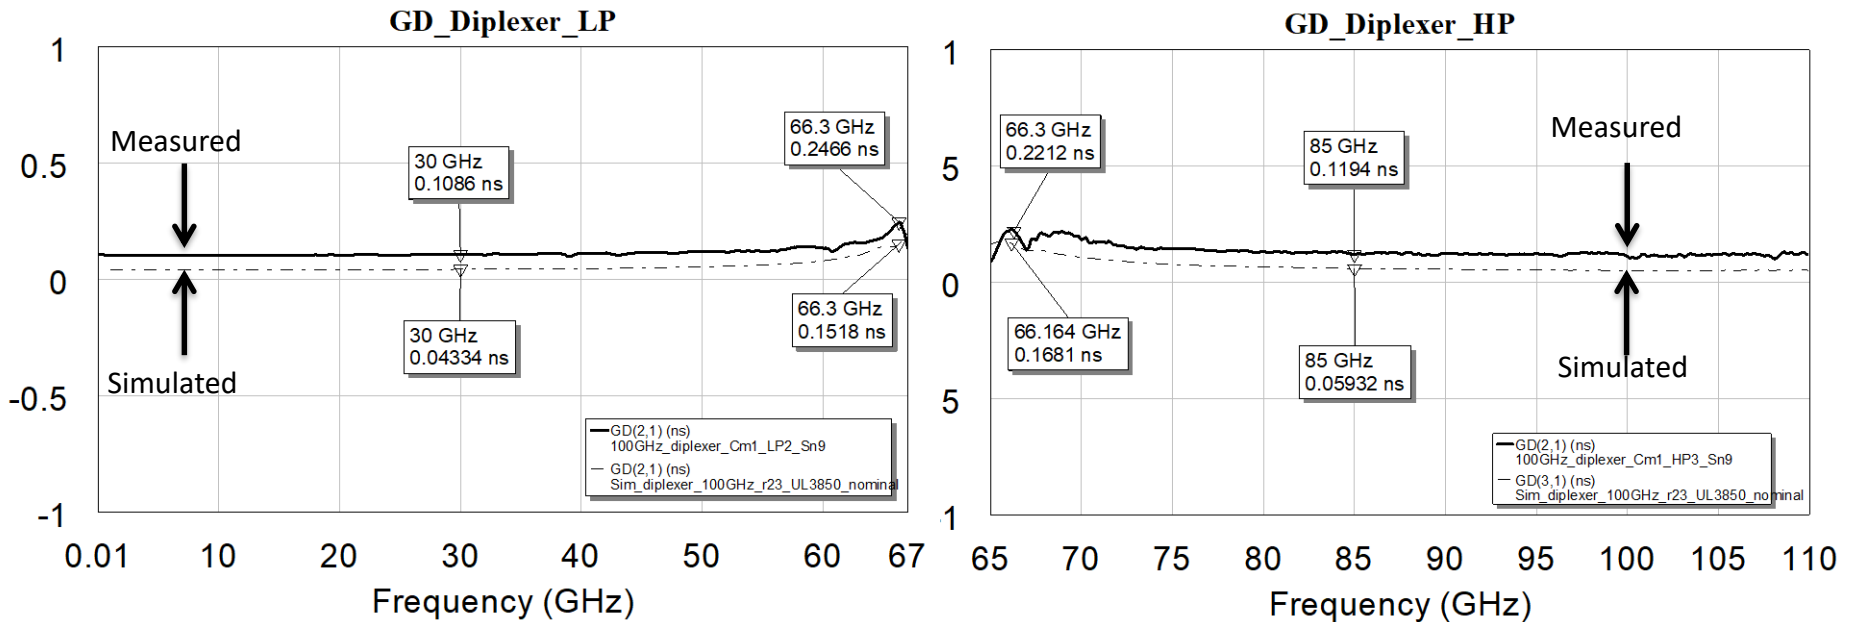 GD_Diplexer_LP
1
0.5
0
-0.5
-1
Measured
Simulated
30 GHz
0.1086 ns
30 GHz
0.04334 ns
66.3 GHz
0.2466 ns
66.3 GHz
0.1518 ns
GD(2,1) (ns)
100GHz_diplexer_Cm1_LP2_Sn9
GD(2,1) (ns)
Sim_diplexer_100GHz_r23_UL3850_nominal
0.01 10 20 30 40 50 60 67
Frequency (GHz)
GD_Diplexer_HP
1
5
0
5
1
66.3 GHz
0.2212 ns
66.164 GHz
0.1681 ns
85 GHz
0.1194 ns
85 GHz
0.05932 ns
Measured
Simulated
GD(2,1) (ns)
100GHz_diplexer_Cm1_HP3_Sn9
GD(3,1) (ns)
Sim_diplexer_100GHz_r23_UL3850_nominal
65 70 75 80 85 90 95 100 105 110
Frequency (GHz)